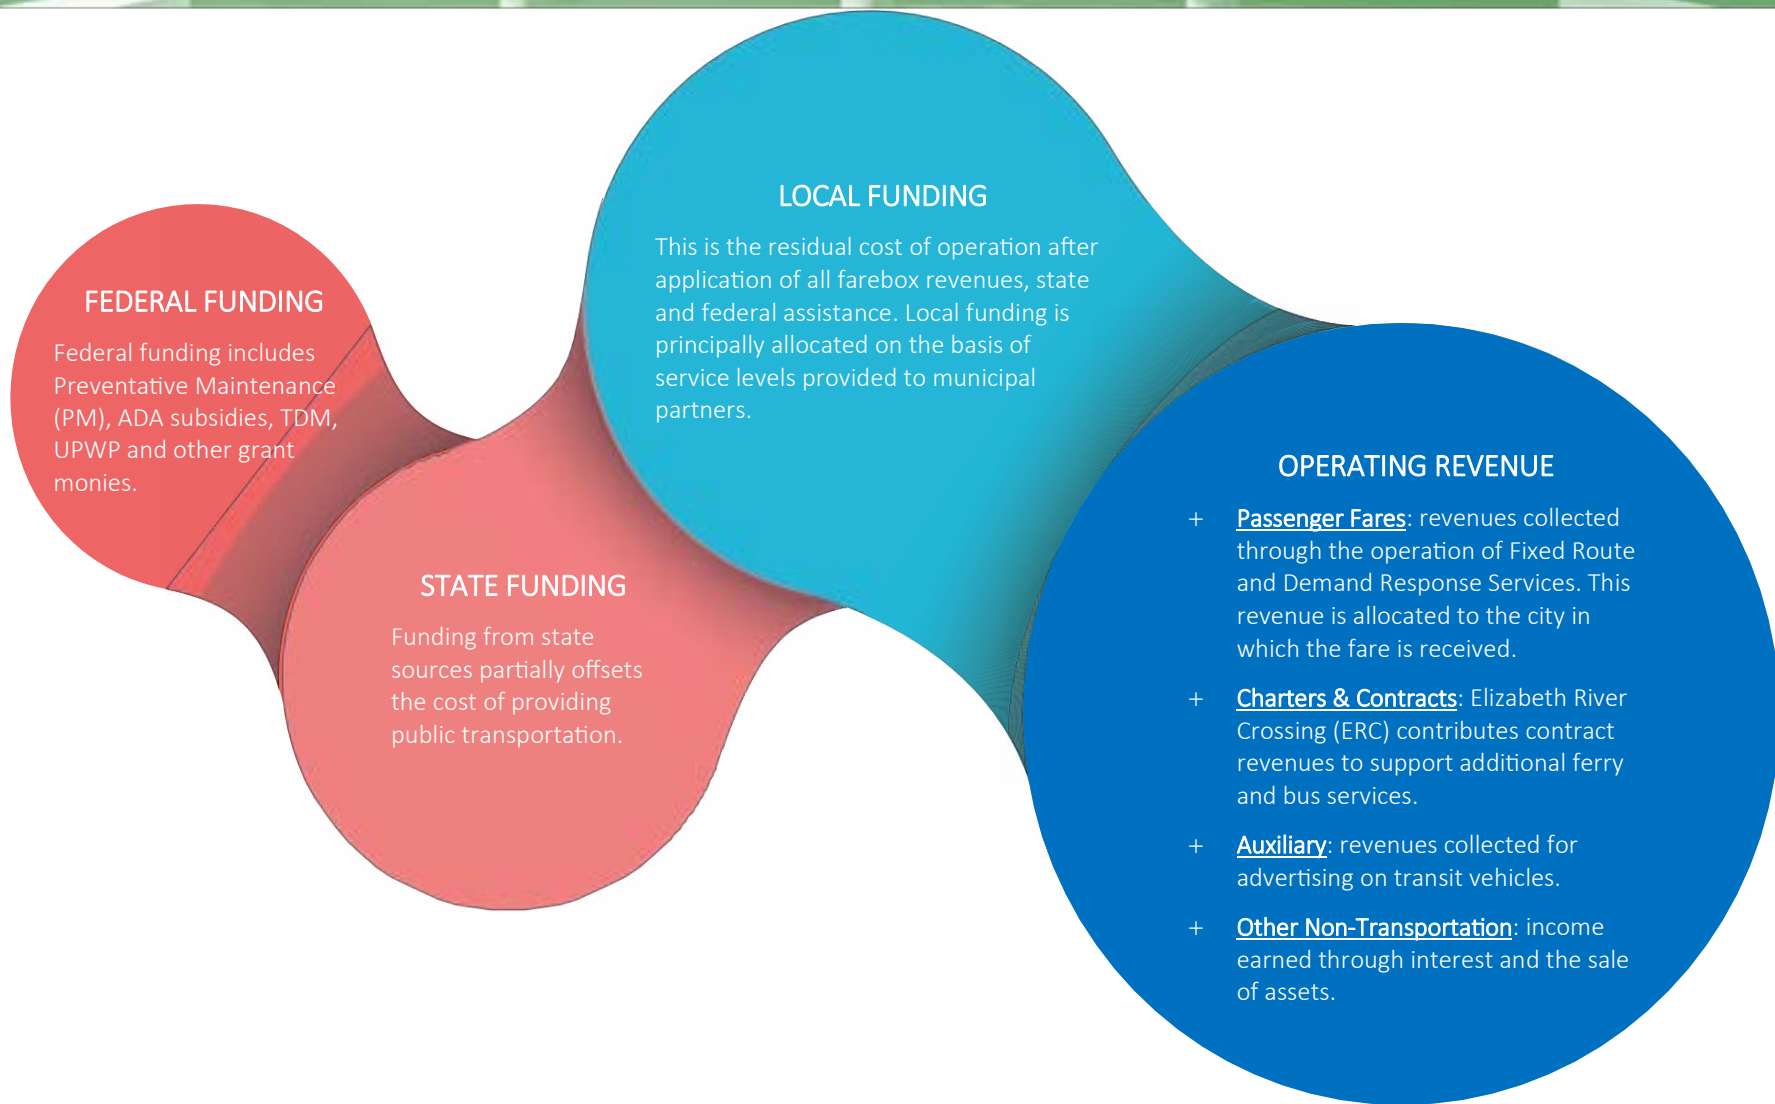 FEDERAL FUNDING
Federal funding includes
Preventative Maintenance
(PM), ADA subsidies, TDM,
UPWP and other grant
monies.
STATE FUNDING
Funding from state
sources partially offsets
the cost of providing
public transportation.
LOCAL FUNDING
This is the residual cost of operation after
application of all farebox revenues, state
and federal assistance. Local funding is
principally allocated on the basis of
service levels provided to municipal
partners.
OPERATING REVENUE
+ Passenger Fares: revenues collected
through the operation of Fixed Route
and Demand Response Services. This
revenue is allocated to the city in
which the fare is received.
+ Charters & Contracts: Elizabeth River
Crossing (ERC) contributes contract
revenues to support additional ferry
and bus services.
+ Auxiliary: revenues collected for
advertising on transit vehicles.
+ Other Non-Transportation: income
earned through interest and the sale
of assets.